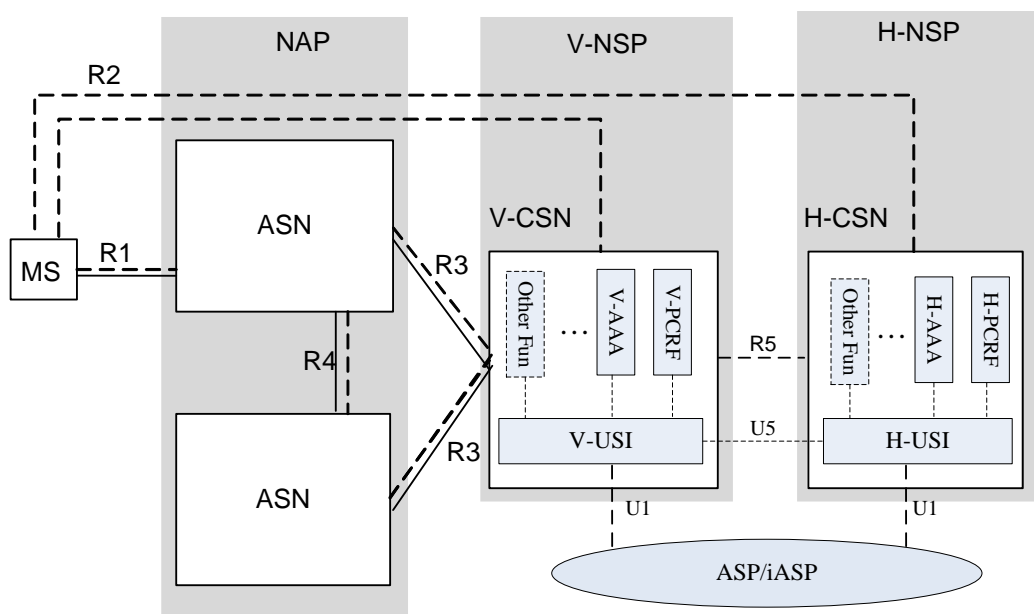 NAP
V-NSP
H-NSP
R2
V-CSN
H-CSN
ASN
MS
R1
R3
Other Fun
...
V-AAA
V-PCRF
R5
Other Fun
...
H-AAA
H-PCRF
R4
V-USI
U5
H-USI
R3
ASN
U1
U1
ASP/iASP